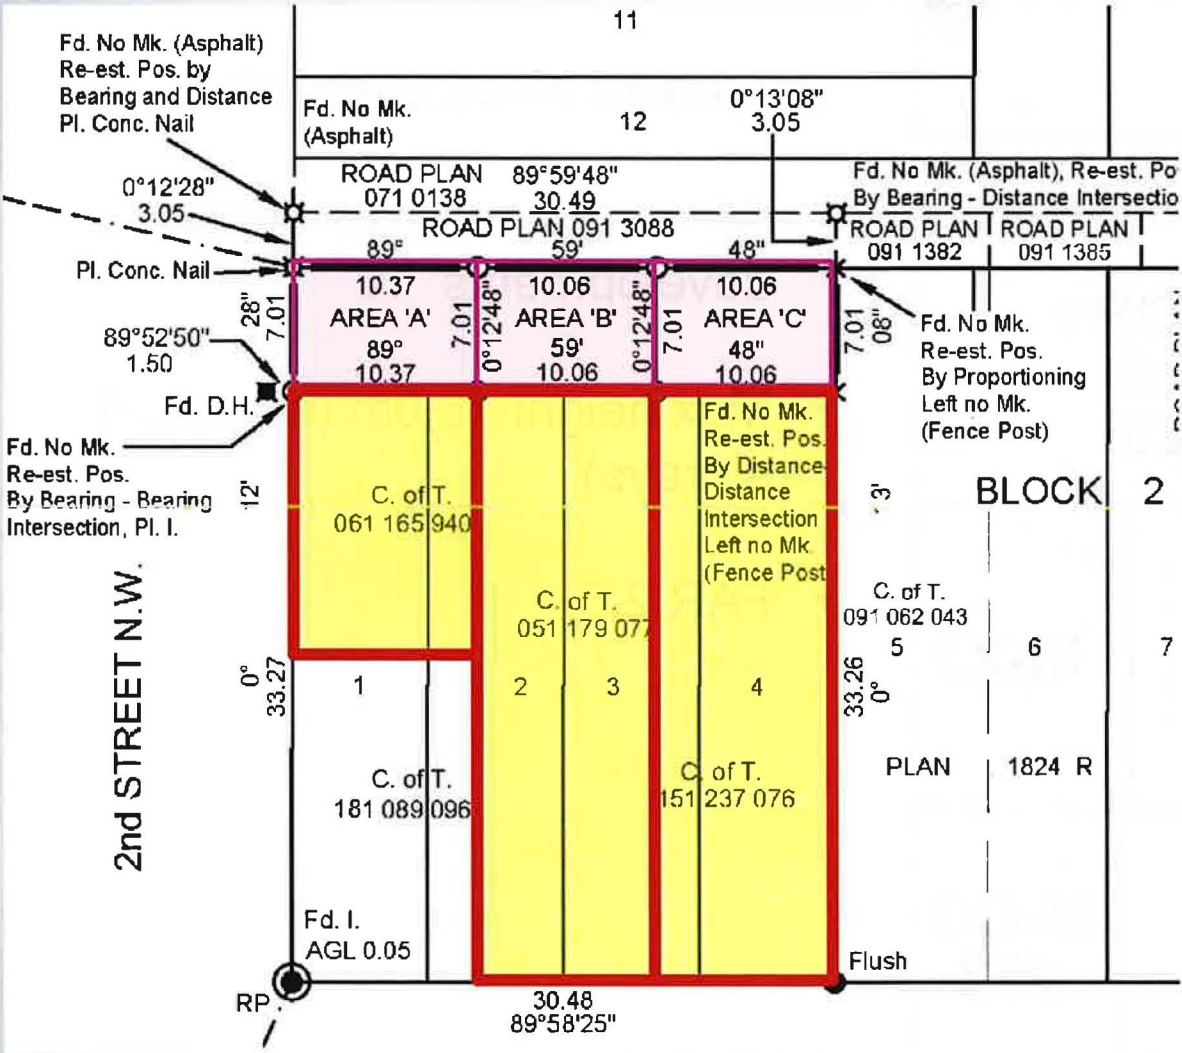 11
Fd. No Mk. (Asphalt)
Re-est. Pos. by
Bearing and Distance
Pl. Conc. Nail
Fd. No Mk.
(Asphalt)
12
0°13'08"
3.05
ROAD PLAN
071 0138
89°59'48"
30.49
Fd. No Mk. (Asphalt), Re-est. Po
By Bearing - Distance Intersectio
0°12'28"
3.05
ROAD PLAN 091 3088
ROAD PLAN
091 1382
ROAD PLAN
091 1385
89°
59'
48"
Pl. Conc. Nail
10.37
10.06
10.06
AREA 'A'
AREA 'B'
AREA 'C'
28"
7.01
7.01
0°12'48"
0°12'48"
7.01
7.01
08"
89°
59'
48"
10.37
10.06
10.06
89°52'50"
1.50
Fd. D.H.
Fd. No Mk.
Re-est. Pos.
By Proportioning
Left no Mk.
(Fence Post)
Fd. No Mk.
Re-est. Pos.
By Bearing - Bearing
Intersection, Pl. I.
Fd. No Mk.
Re-est. Pos.
By Distance-
Distance
Intersection
Left no Mk.
(Fence Post
12'
C. of T.
061 165 940
BLOCK 2
C. of T.
051 179 077
C. of T.
091 062 043
2nd STREET N.W.
0°
33.27
1
2
3
4
33.26
0°
5
6
7
C. of T.
181 089 096
C. of T.
151 237 076
PLAN 1824 R
Fd. I.
AGL 0.05
Flush
RP
30.48
89°58'25"